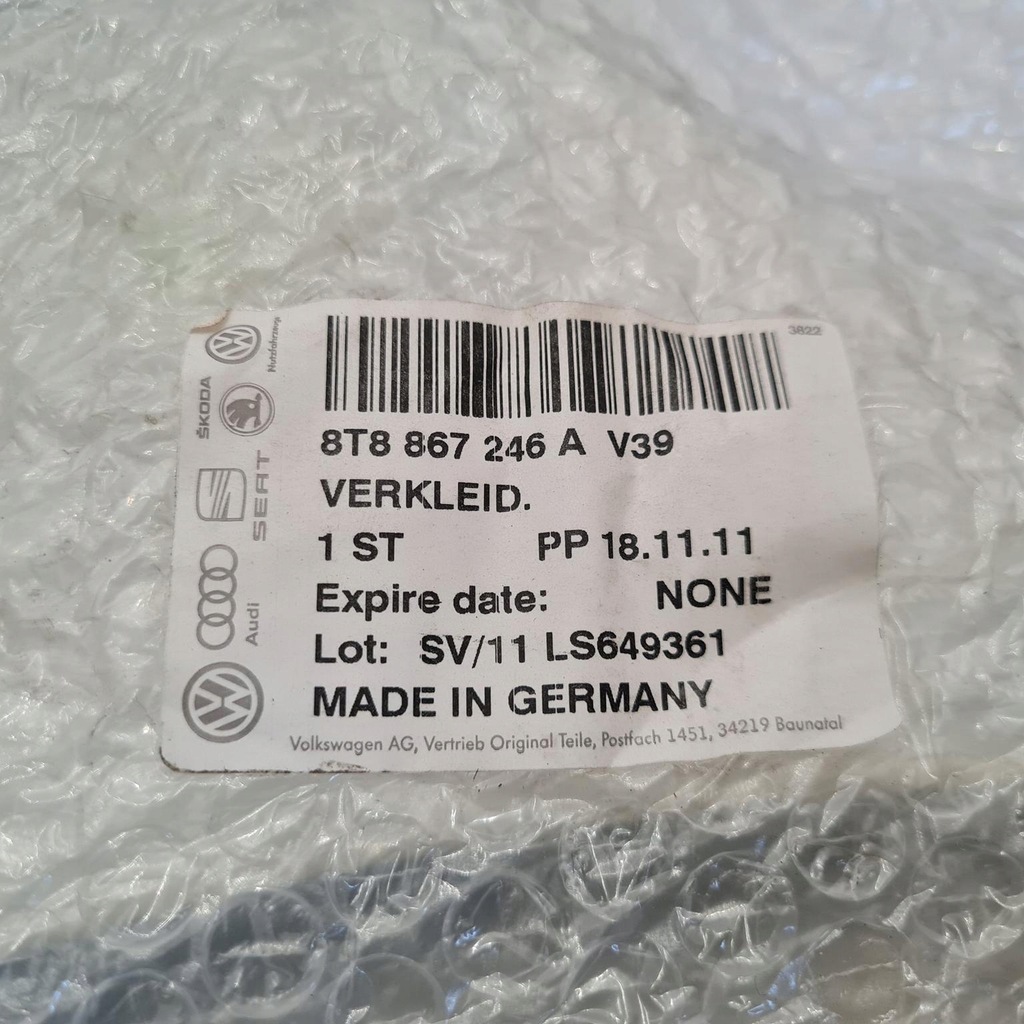 3822
8T8 867 246 A V39
VERKLEID.
1 ST PP 18.11.11
Expire date: NONE
Lot: SV/11 LS649361
MADE IN GERMANY
Volkswagen AG, Vertrieb Original Teile, Postfach 1451, 34219 Baunatal
Nutzfahrzeuge
ŠKODA
SEAT
Audi